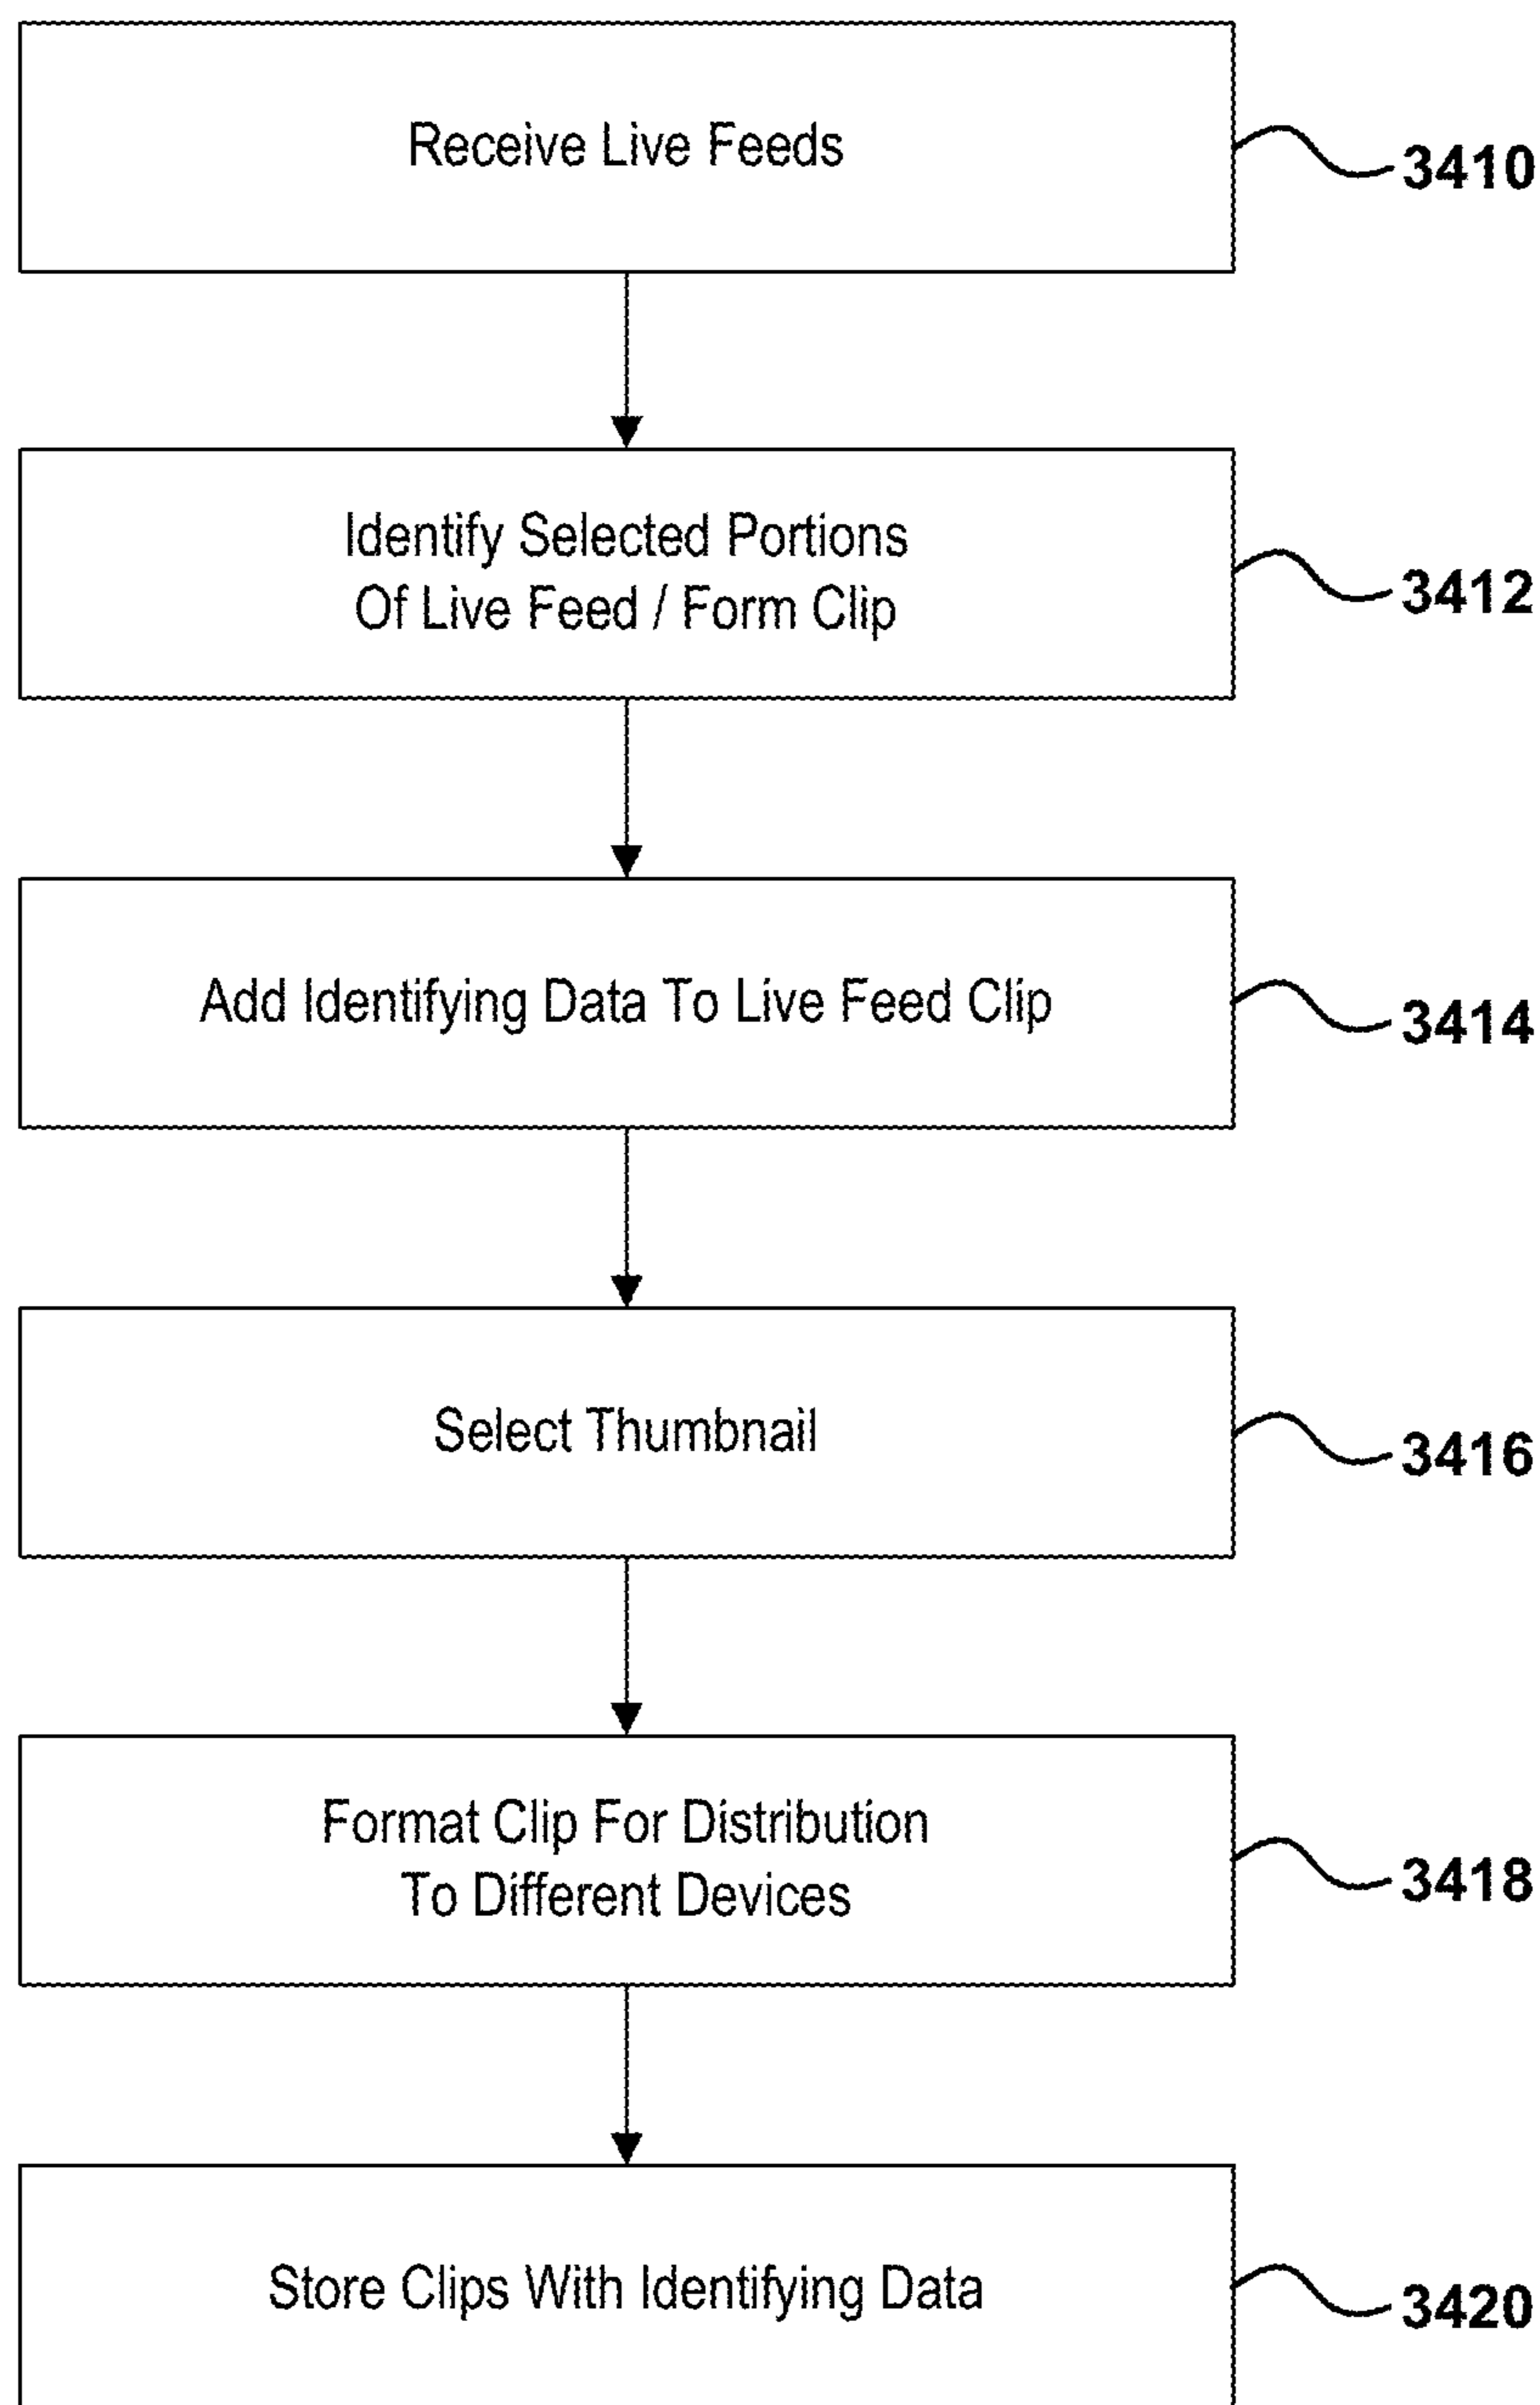 Receive Live Feeds
3410
Identify Selected Portions
Of Live Feed / Form Clip
3412
Add Identifying Data To Live Feed Clip
3414
Select Thumbnail
3416
Format Clip For Distribution
To Different Devices
3418
Store Clips With Identifying Data
3420